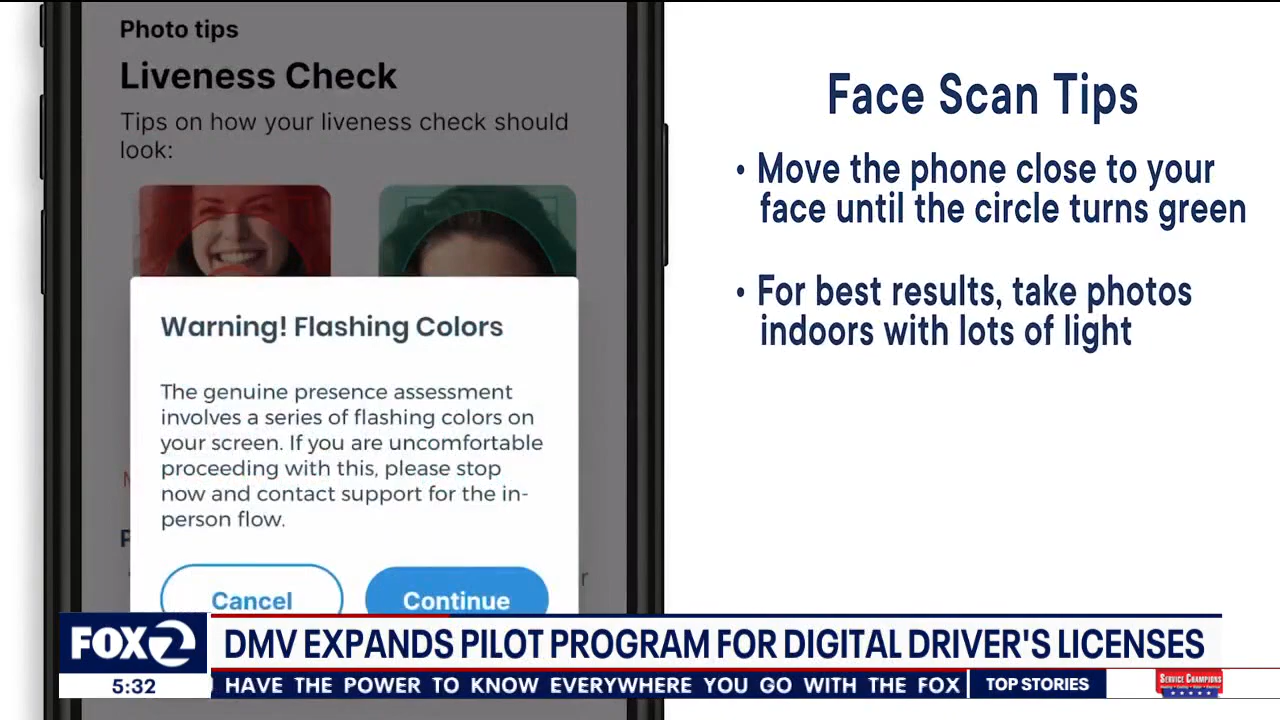 Photo tips
Liveness Check
Tips on how your liveness check should
look:
Warning! Flashing Colors
The genuine presence assessment
involves a series of flashing colors on
your screen. If you are uncomfortable
proceeding with this, please stop
now and contact support for the in-
person flow.
Cancel
Continue
Face Scan Tips
• Move the phone close to your
face until the circle turns green
• For best results, take photos
indoors with lots of light
FOX 2
DMV EXPANDS PILOT PROGRAM FOR DIGITAL DRIVER'S LICENSES
5:32
HAVE THE POWER TO KNOW EVERYWHERE YOU GO WITH THE FOX
TOP STORIES
SERVICE CHAMPIONS